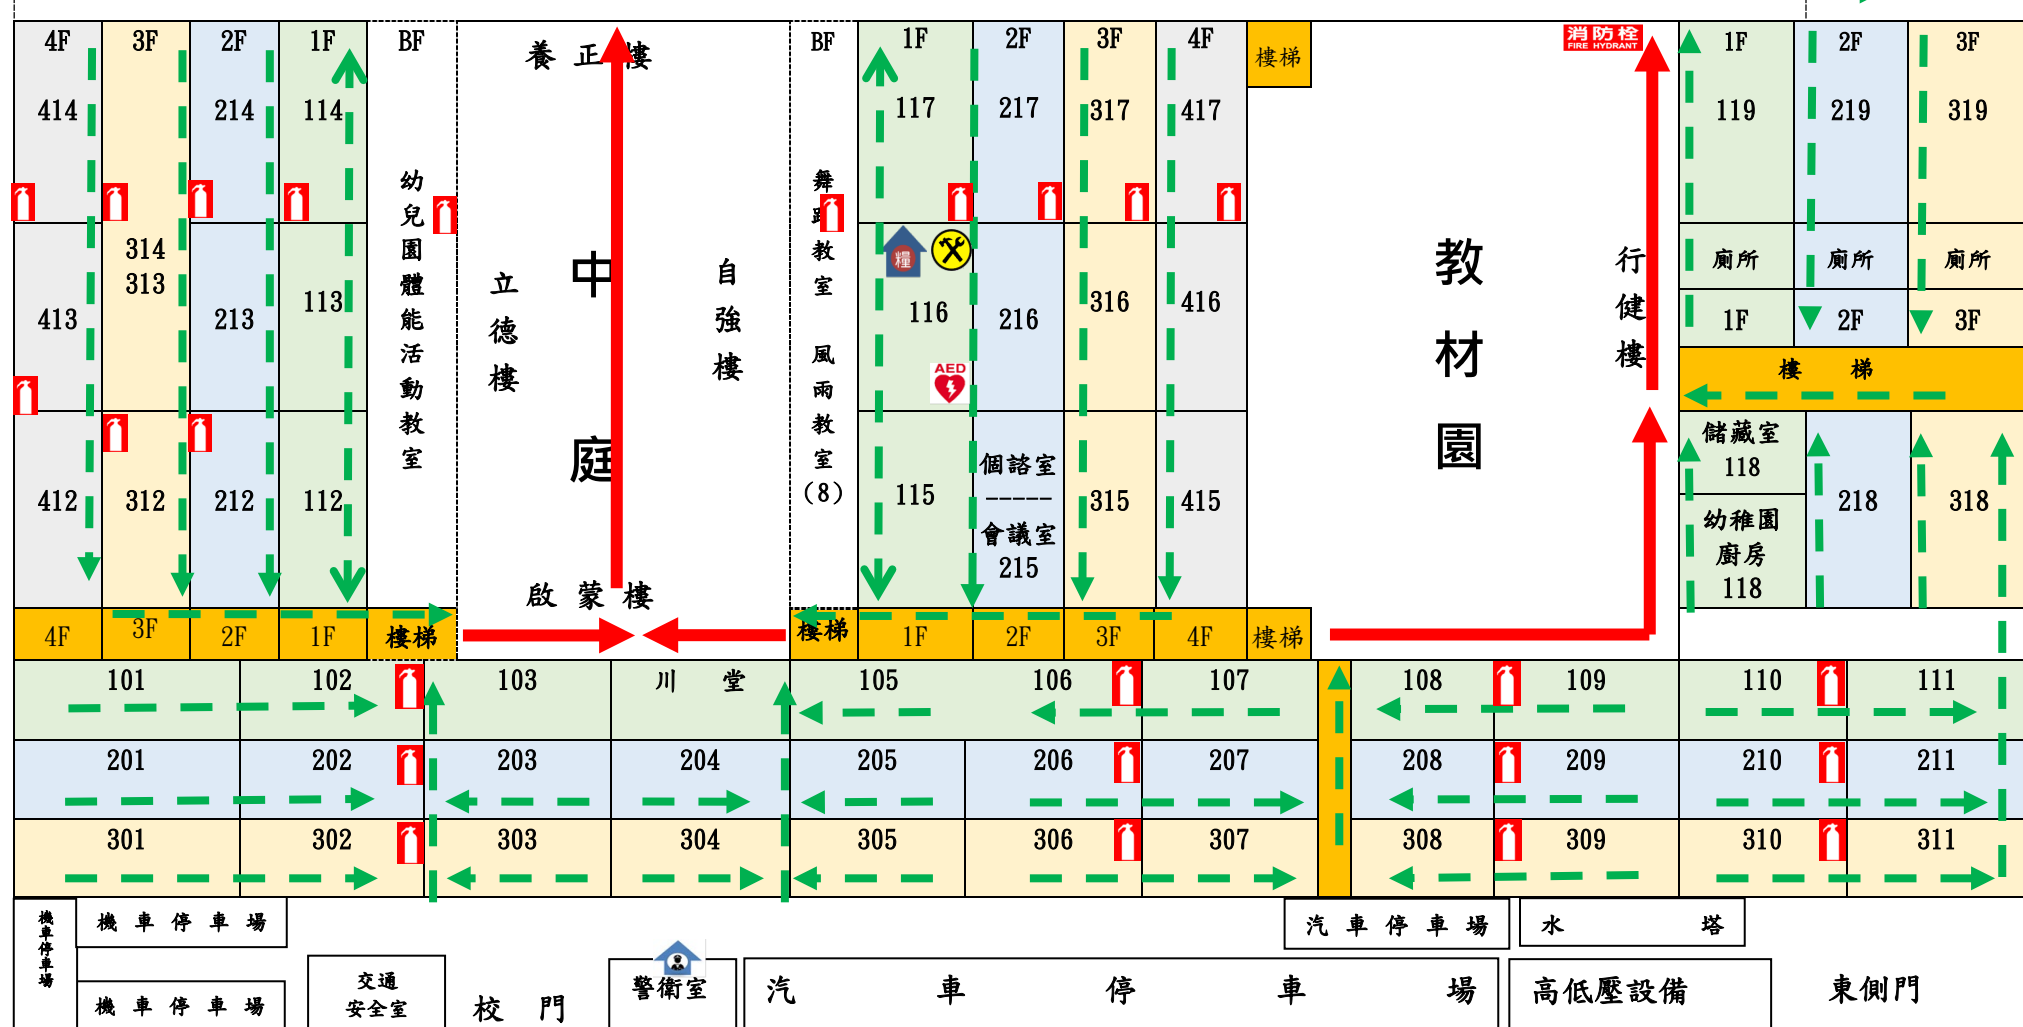 4F 3F 2F 1F BF 養正樓 BF 1F 2F 3F 4F 樓梯 消防栓 1F 2F 3F
FIRE HYDRANT
414 214 114 117 217 317 417 119 219 319
幼兒園體能活動教室
立德樓
中庭
自強樓
舞蹈教室 風雨教室(8)
教材園
行健樓
314
313
413 213 113
糧
116 216 316 416
AED
廁所 廁所 廁所
1F 2F 3F
樓 梯
412 312 212 112
115
個諮室
-----
會議室
215
315 415
儲藏室
118
幼稚園
廚房
118
218 318
啟蒙樓
4F 3F 2F 1F 樓梯 樓梯 1F 2F 3F 4F 樓梯
101 102 103 川 堂 105 106 107 108 109 110 111
201 202 203 204 205 206 207 208 209 210 211
301 302 303 304 305 306 307 308 309 310 311
機車停車場
機車停車場
機車停車場
交通
安全室
校門
警衛室
汽車停車場
汽車停車場
水塔
高低壓設備
東側門